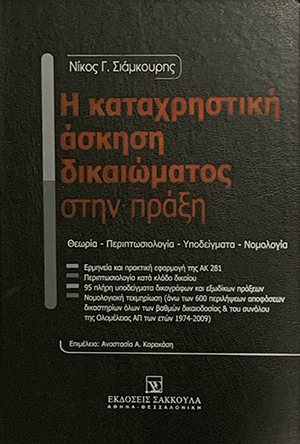 Νίκος Γ. Σιάμκουρης
Η καταχρηστική
άσκηση
δικαιώματος
στην πράξη
Θεωρία - Περιπτωσιολογία - Υποδείγματα - Νομολογία
Ερμηνεία και πρακτική εφαρμογή της ΑΚ 281
Περιπτωσιολογία κατά κλάδο δικαίου
95 πλήρη υποδείγματα δικογράφων και εξωδίκων πράξεων
Νομολογιακή τεκμηρίωση (άνω των 600 περιλήψεων αποφάσεων
δικαστηρίων όλων των βαθμών δικαιοδοσίας & του συνόλου
της Ολομέλειας ΑΠ των ετών 1974-2009)
Επιμέλεια: Αναστασία Α. Καρακάση
ΕΚΔΟΣΕΙΣ ΣΑΚΚΟΥΛΑ
ΑΘΗΝΑ-ΘΕΣΣΑΛΟΝΙΚΗ